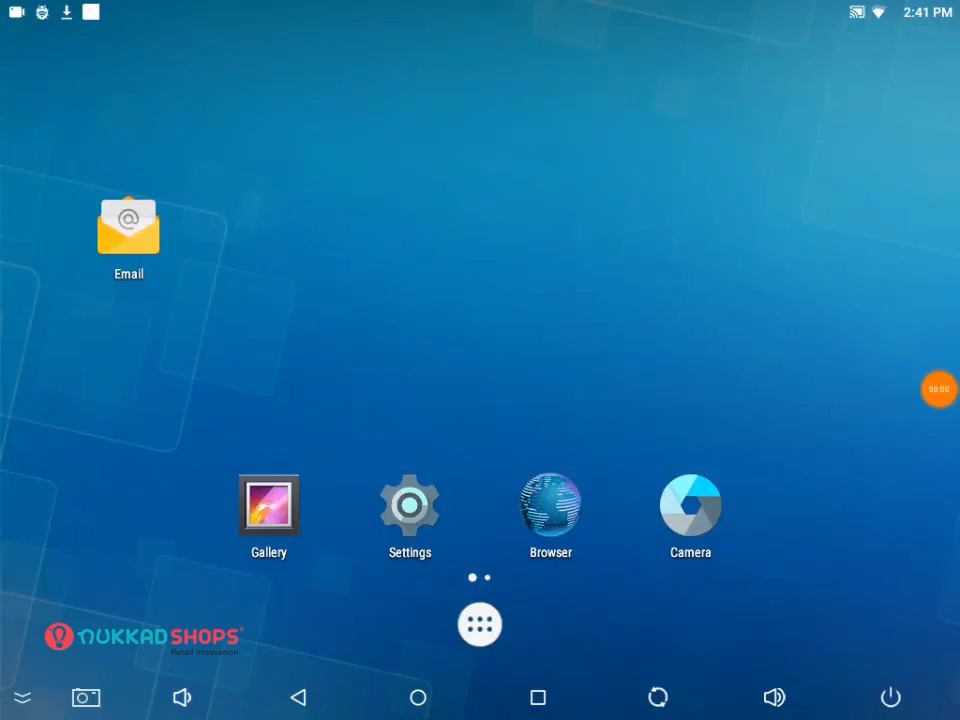 2:41 PM
@
Email
00:00
Gallery
Settings
Browser
Camera
NUKKAD SHOPS®
Retail Innovation